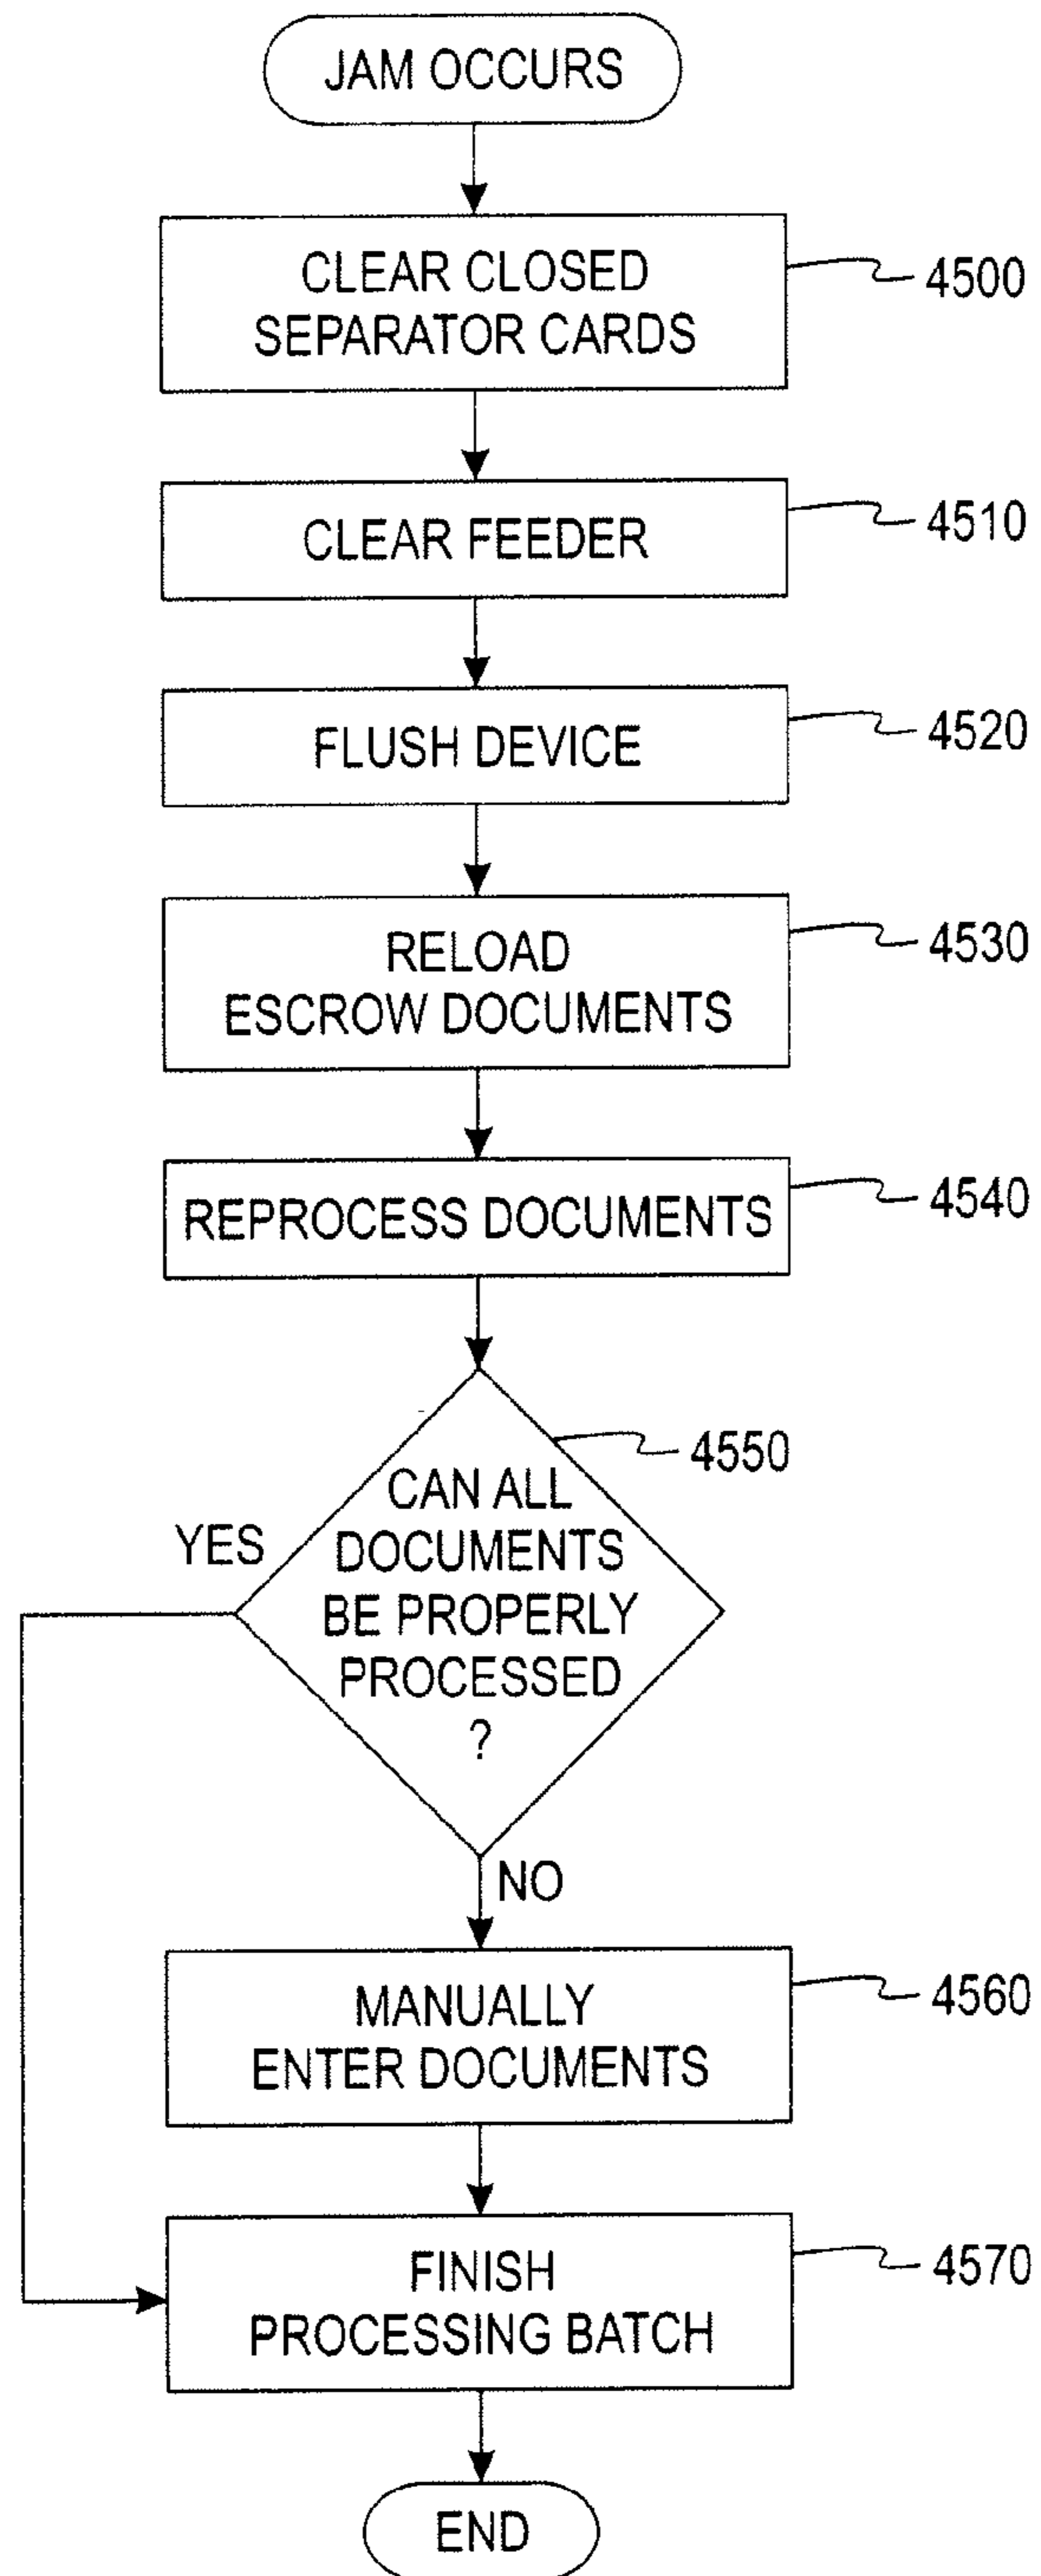 JAM OCCURS
CLEAR CLOSED
SEPARATOR CARDS
4500
CLEAR FEEDER
4510
FLUSH DEVICE
4520
RELOAD
ESCROW DOCUMENTS
4530
REPROCESS DOCUMENTS
4540
4550
CAN ALL
DOCUMENTS
BE PROPERLY
PROCESSED
?
YES
NO
MANUALLY
ENTER DOCUMENTS
4560
FINISH
PROCESSING BATCH
4570
END